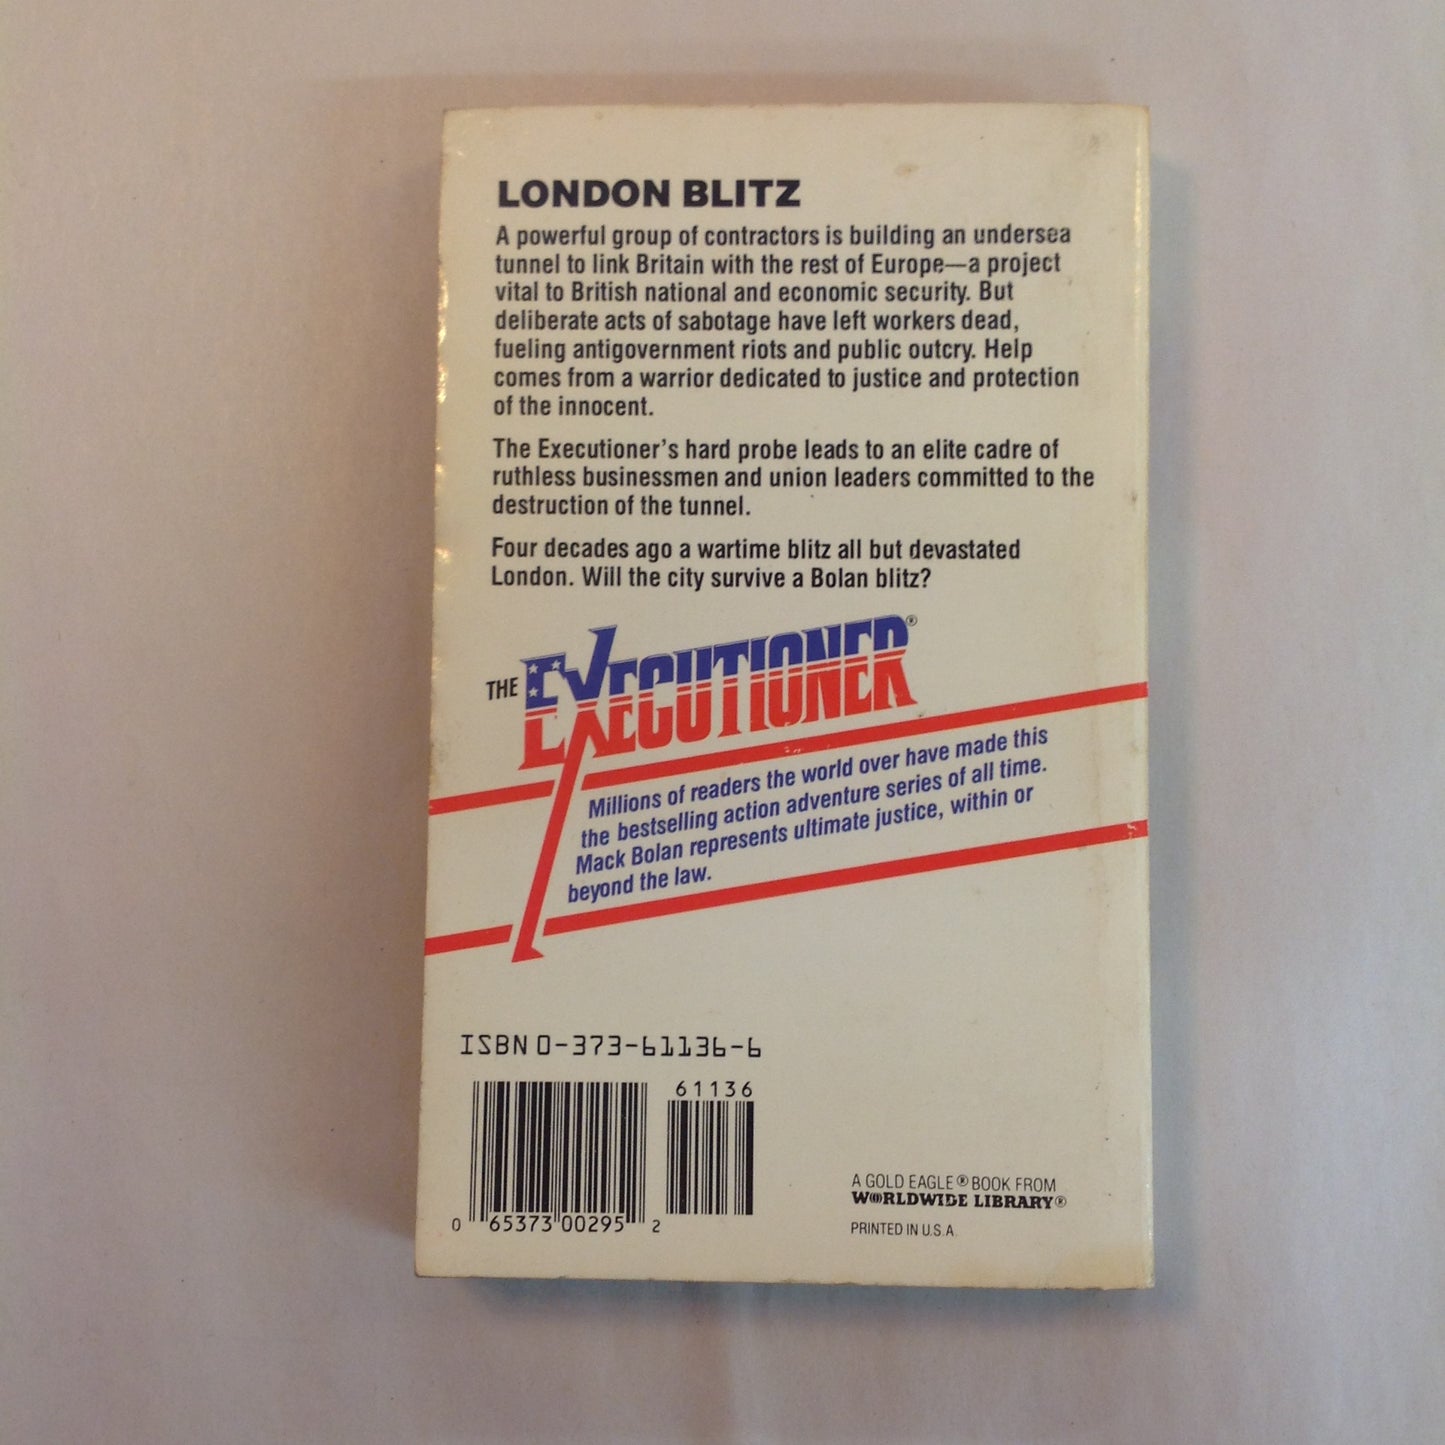 LONDON BLITZ
A powerful group of contractors is building an undersea
tunnel to link Britain with the rest of Europe—a project
vital to British national and economic security. But
deliberate acts of sabotage have left workers dead,
fueling antigovernment riots and public outcry. Help
comes from a warrior dedicated to justice and protection
of the innocent.
The Executioner's hard probe leads to an elite cadre of
ruthless businessmen and union leaders committed to the
destruction of the tunnel.
Four decades ago a wartime blitz all but devastated
London. Will the city survive a Bolan blitz?
THE EXECUTIONER®
Millions of readers the world over have made this
the bestselling action adventure series of all time.
Mack Bolan represents ultimate justice, within or
beyond the law.
ISBN 0-373-61136-6
61136
0 65373 00295 2
A GOLD EAGLE® BOOK FROM
WORLDWIDE LIBRARY®
PRINTED IN U.S.A.